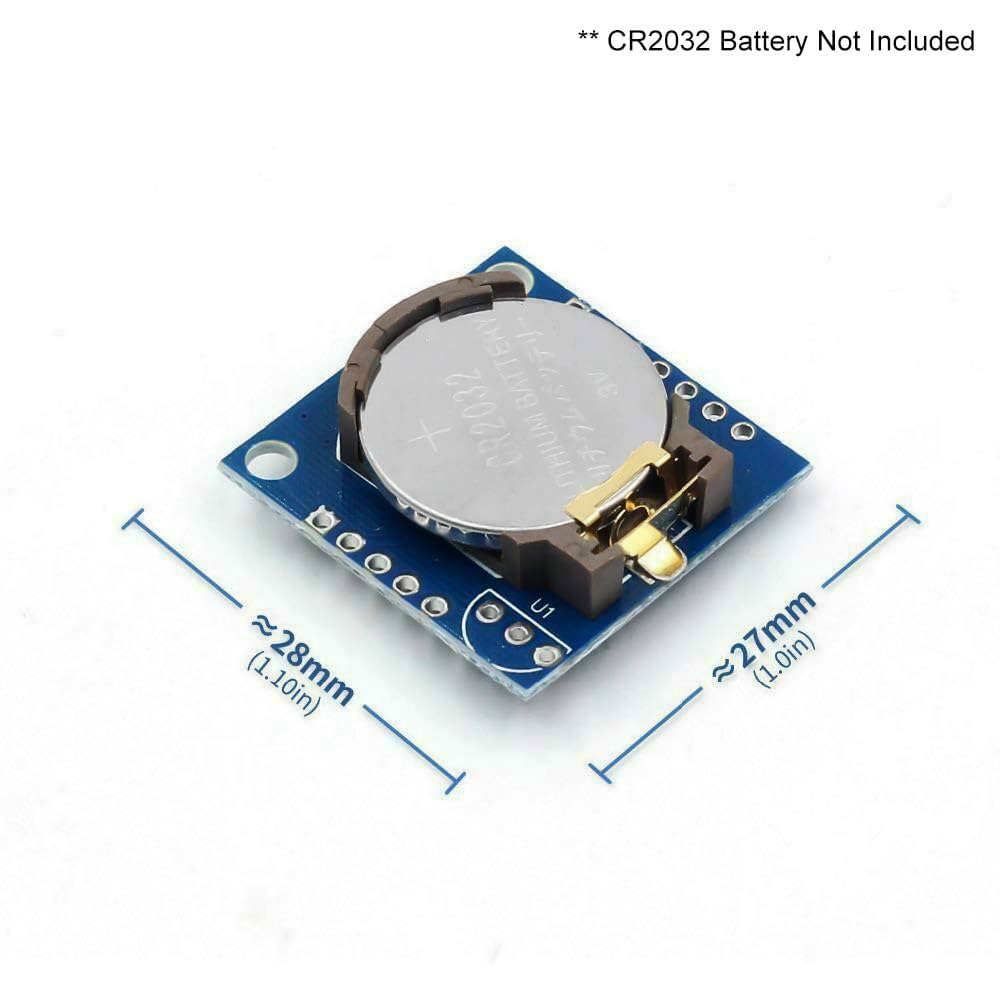 ** CR2032 Battery Not Included
CR2032
LITHIUM BATTERY
3V
+
U1
≈28mm
(1.10in)
≈27mm
(1.0in)